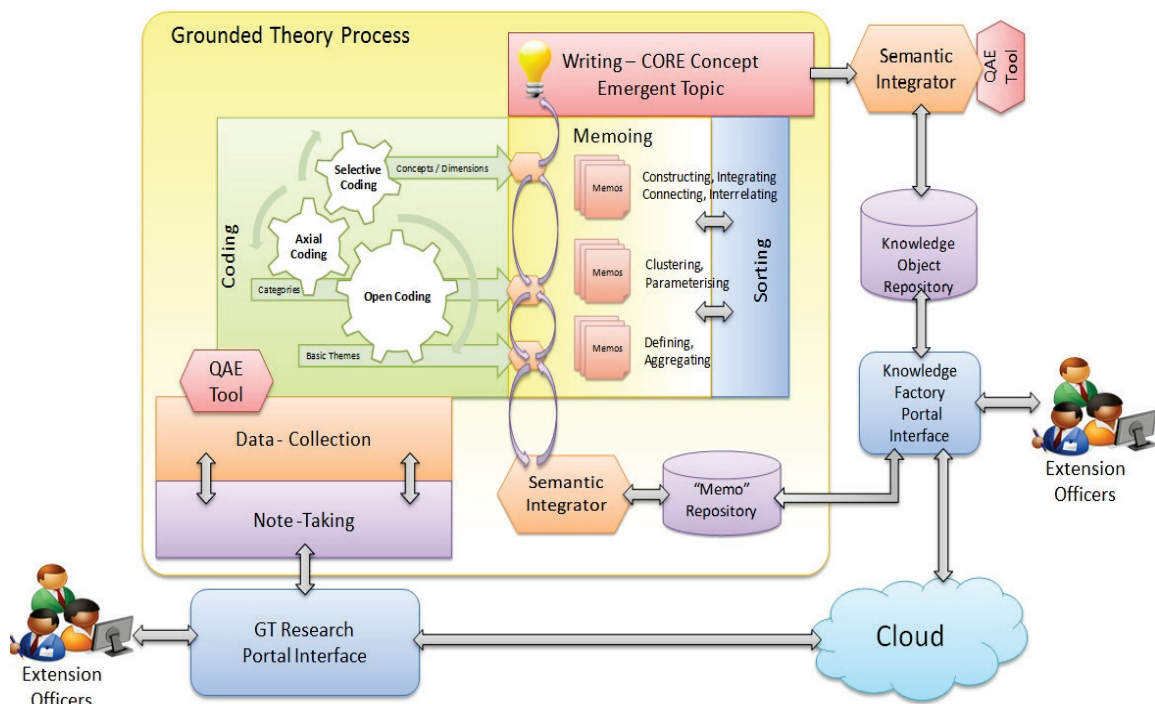 Grounded Theory Process
Writing – CORE Concept
Emergent Topic
Semantic
Integrator
QAE
Tool
Coding
Selective
Coding
Concepts / Dimensions
Axial
Coding
Categories
Open Coding
Basic Themes
Memoing
Memos
Constructing, Integrating
Connecting, Interrelating
Memos
Clustering,
Parameterising
Memos
Defining,
Aggregating
Sorting
Knowledge
Object
Repository
QAE
Tool
Data - Collection
Note -Taking
Semantic
Integrator
“Memo”
Repository
Knowledge
Factory
Portal
Interface
Extension
Officers
Extension
Officers
GT Research
Portal Interface
Cloud